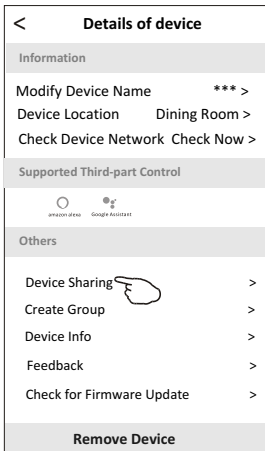 < Details of device
Information
Modify Device Name *** >
Device Location Dining Room >
Check Device Network Check Now >
Supported Third-part Control
amazon alexa Google Assistant
Others
Device Sharing >
Create Group >
Device Info >
Feedback >
Check for Firmware Update >
Remove Device